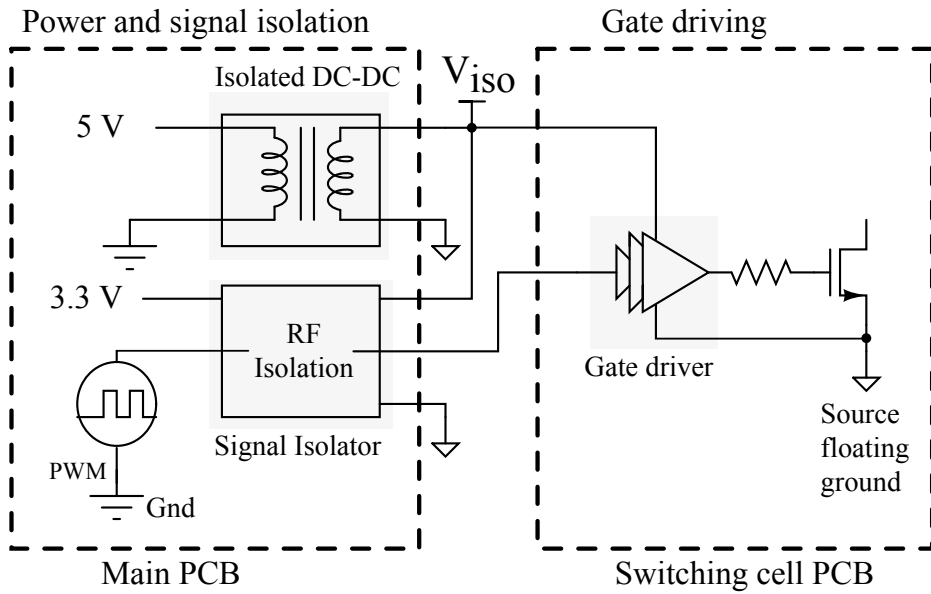 Power and signal isolation
Gate driving
Isolated DC-DC
V_iso
5 V
3.3 V
RF
Isolation
Gate driver
Signal Isolator
PWM
Gnd
Source
floating
ground
Main PCB
Switching cell PCB